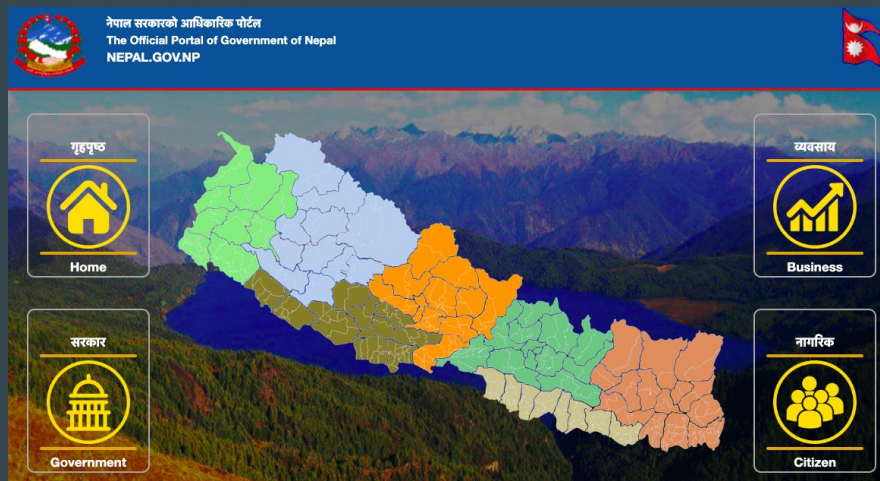 नेपाल सरकारको आधिकारिक पोर्टल
The Official Portal of Government of Nepal
NEPAL.GOV.NP
गृहपृष्ठ
Home
व्यवसाय
Business
सरकार
Government
नागरिक
Citizen